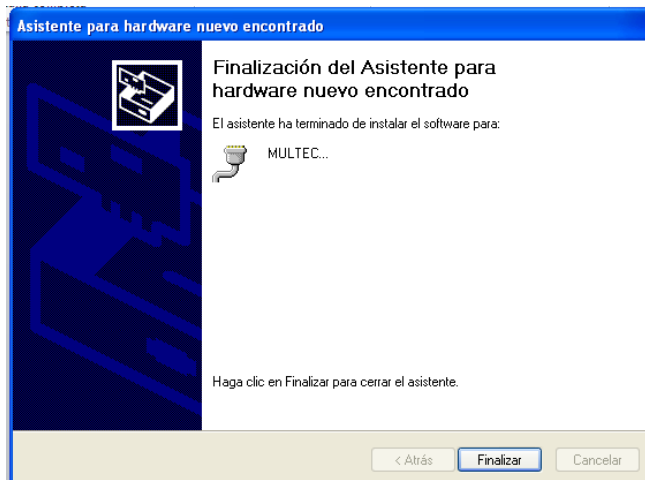 Asistente para hardware nuevo encontrado
Finalización del Asistente para
hardware nuevo encontrado
El asistente ha terminado de instalar el software para:
MULTEC...
Haga clic en Finalizar para cerrar el asistente.
< Atrás Finalizar Cancelar